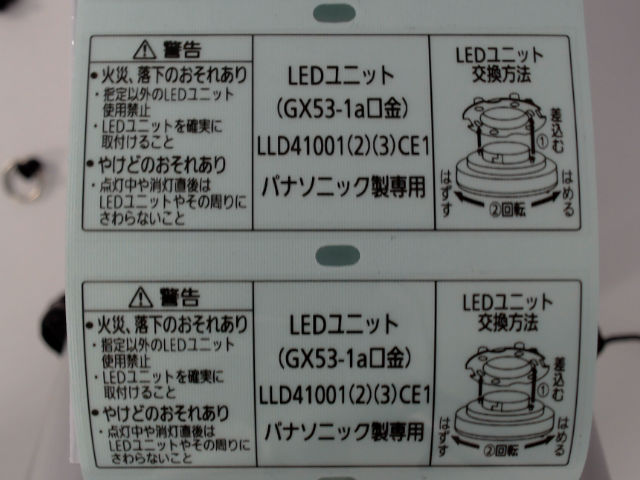 ⚠警告
•火災、落下のおそれあり
・指定以外のLEDユニット
使用禁止
・LEDユニットを確実に
取付けること
•やけどのおそれあり
・点灯中や消灯直後は
LEDユニットやその周りに
さわらないこと
LEDユニット
(GX53-1a口金)
LLD41001(2)(3)CE1
パナソニック製専用
LEDユニット
交換方法
差込む
①
はずす
②回転
はめる
⚠警告
•火災、落下のおそれあり
・指定以外のLEDユニット
使用禁止
・LEDユニットを確実に
取付けること
•やけどのおそれあり
・点灯中や消灯直後は
LEDユニットやその周りに
さわらないこと
LEDユニット
(GX53-1a口金)
LLD41001(2)(3)CE1
パナソニック製専用
LEDユニット
交換方法
差込む
①
はずす
②回転
はめる